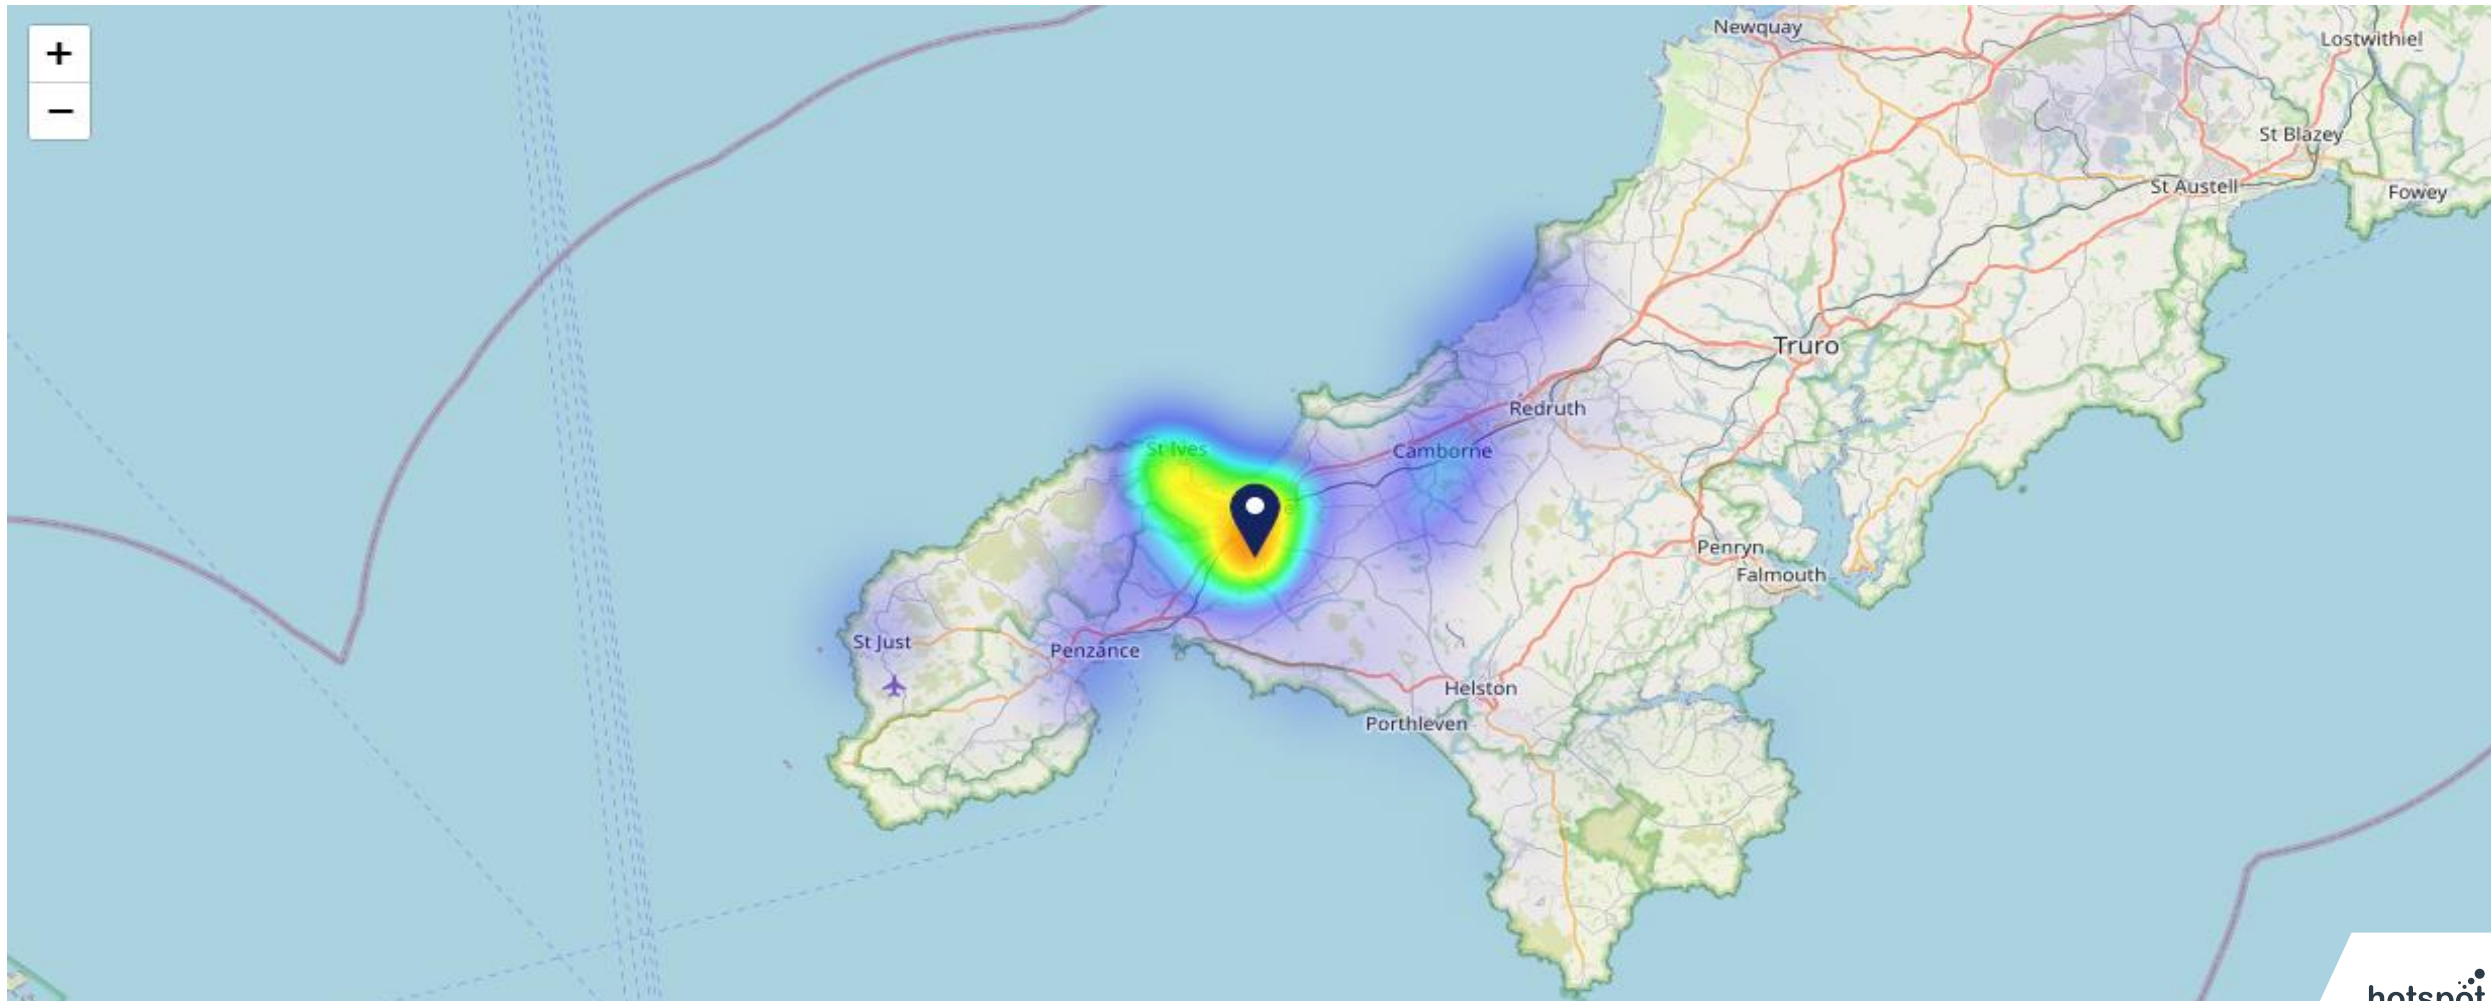 +
−
Newquay
Lostwithiel
St Blazey
St Austell
Fowey
Truro
Redruth
St Ives
Camborne
Penryn
Falmouth
St Just
Penzance
Helston
Porthleven
hotspot